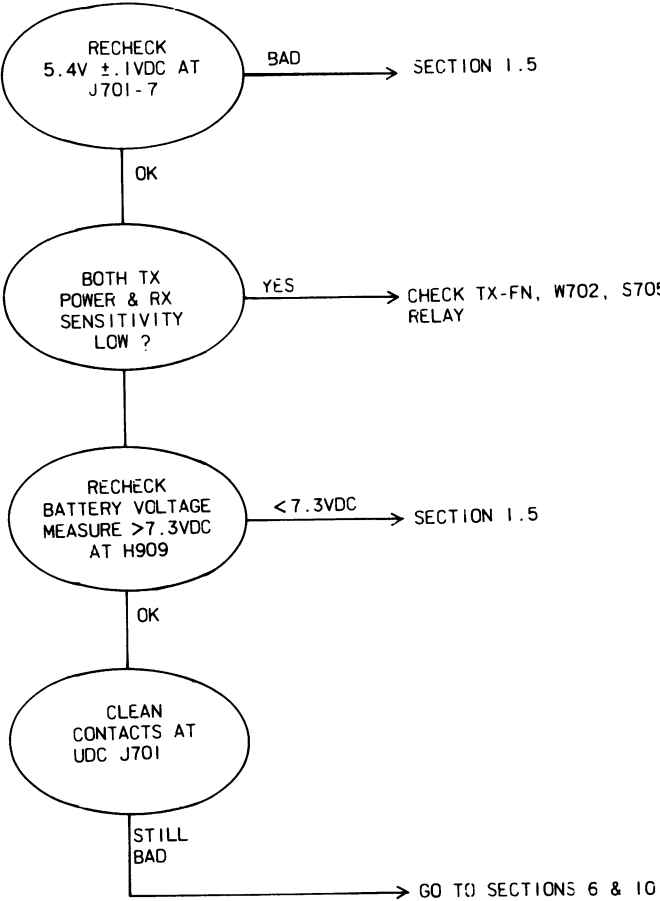 RECHECK
5.4V ±.1VDC AT
J701-7
BAD
SECTION 1.5
OK
BOTH TX
POWER & RX
SENSITIVITY
LOW ?
YES
CHECK TX-FN, W702, S705
RELAY
RECHECK
BATTERY VOLTAGE
MEASURE >7.3VDC
AT H909
<7.3VDC
SECTION 1.5
OK
CLEAN
CONTACTS AT
UDC J701
STILL
BAD
GO TO SECTIONS 6 & 10